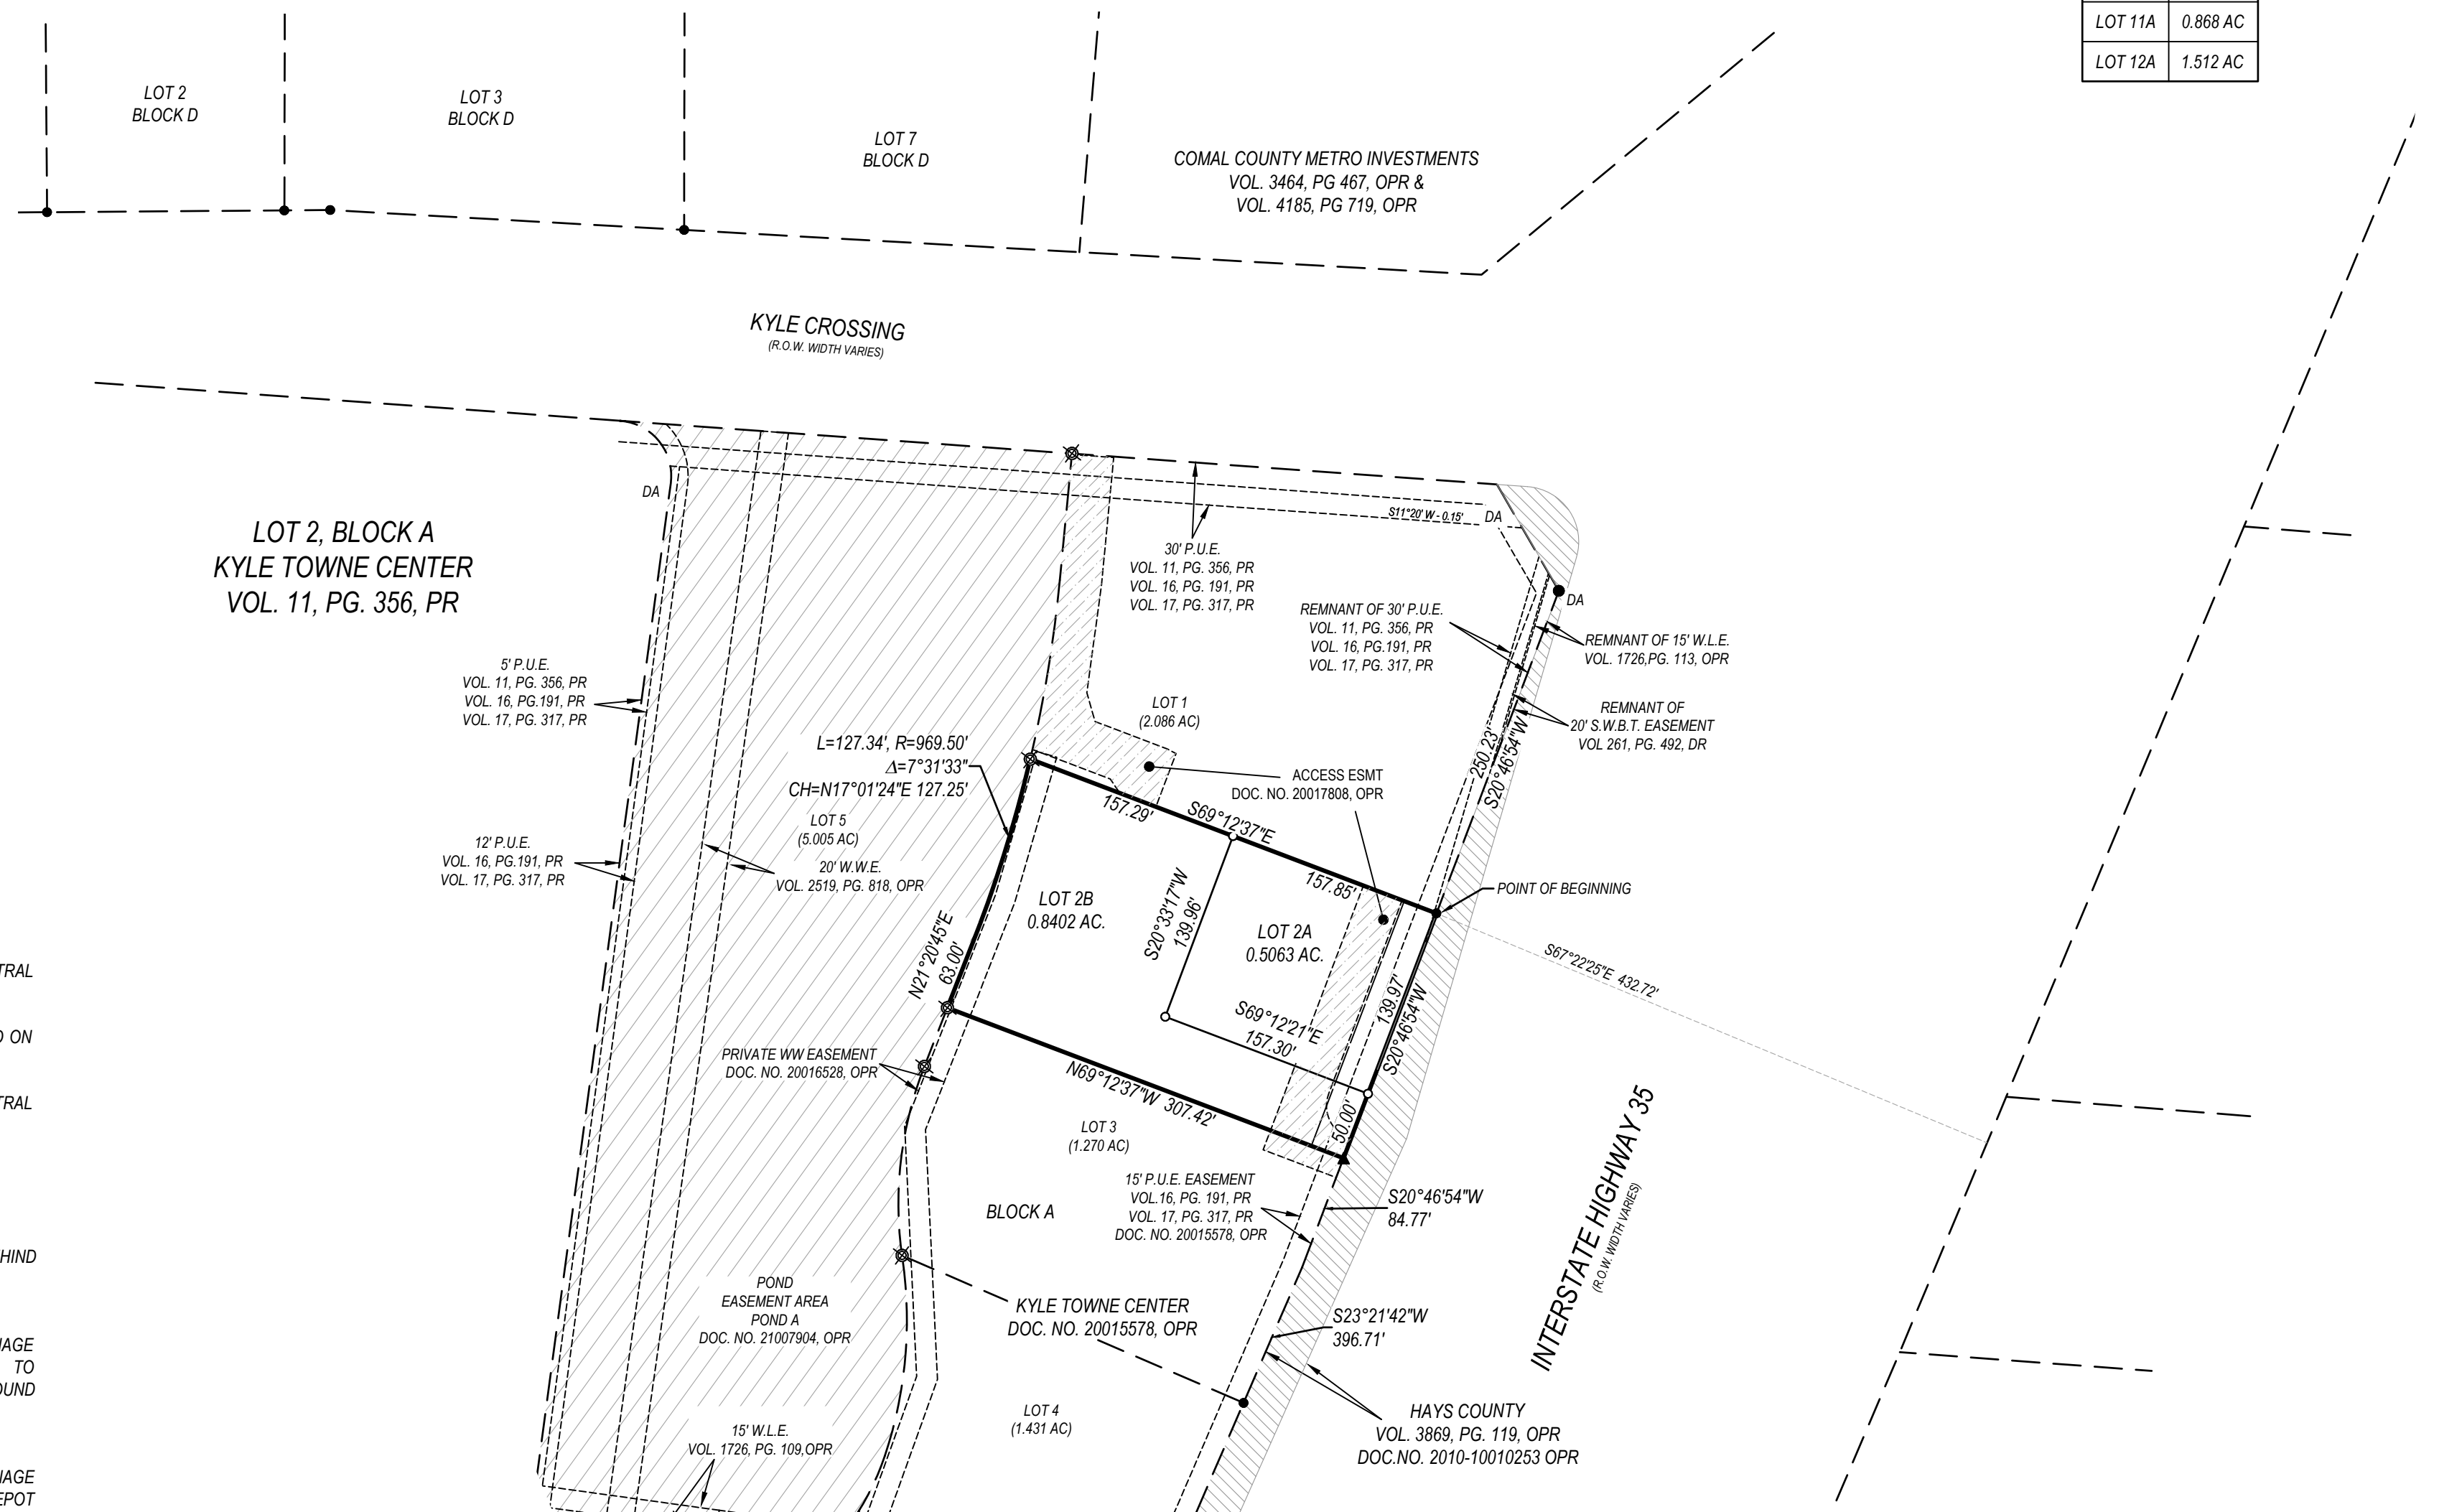 LOT 11A 0.868 AC
LOT 12A 1.512 AC
LOT 2
BLOCK D
LOT 3
BLOCK D
LOT 7
BLOCK D
COMAL COUNTY METRO INVESTMENTS
VOL. 3464, PG 467, OPR &
VOL. 4185, PG 719, OPR
KYLE CROSSING
(R.O.W. WIDTH VARIES)
DA
S11°20' W - 0.15'
DA
LOT 2, BLOCK A
KYLE TOWNE CENTER
VOL. 11, PG. 356, PR
30' P.U.E.
VOL. 11, PG. 356, PR
VOL. 16, PG. 191, PR
VOL. 17, PG. 317, PR
REMNANT OF 30' P.U.E.
VOL. 11, PG. 356, PR
VOL. 16, PG.191, PR
VOL. 17, PG. 317, PR
DA
REMNANT OF 15' W.L.E.
VOL. 1726,PG. 113, OPR
5' P.U.E.
VOL. 11, PG. 356, PR
VOL. 16, PG.191, PR
VOL. 17, PG. 317, PR
LOT 1
(2.086 AC)
REMNANT OF
20' S.W.B.T. EASEMENT
VOL 261, PG. 492, DR
250.23'
S20°46'54"W
L=127.34', R=969.50'
Δ=7°31'33"
CH=N17°01'24"E 127.25'
ACCESS ESMT
DOC. NO. 20017808, OPR
157.29'
S69°12'37"E
LOT 5
(5.005 AC)
12' P.U.E.
VOL. 16, PG.191, PR
VOL. 17, PG. 317, PR
20' W.W.E.
VOL. 2519, PG. 818, OPR
157.85'
POINT OF BEGINNING
LOT 2B
0.8402 AC.
S20°33'17"W
139.96'
LOT 2A
0.5063 AC.
N21°20'45"E
63.00'
S67°22'25"E 432.72'
TRAL
139.97'
S20°46'54"W
S69°12'21"E
157.30'
D ON
PRIVATE WW EASEMENT
DOC. NO. 20016528, OPR
N69°12'37"W 307.42'
TRAL
50.00'
LOT 3
(1.270 AC)
15' P.U.E. EASEMENT
VOL.16, PG. 191, PR
VOL. 17, PG. 317, PR
DOC. NO. 20015578, OPR
S20°46'54"W
84.77'
INTERSTATE HIGHWAY 35
(R.O.W. WIDTH VARIES)
BLOCK A
HIND
POND
EASEMENT AREA
POND A
DOC. NO. 21007904, OPR
KYLE TOWNE CENTER
DOC. NO. 20015578, OPR
S23°21'42"W
396.71'
NAGE
TO
OUND
LOT 4
(1.431 AC)
HAYS COUNTY
VOL. 3869, PG. 119, OPR
DOC.NO. 2010-10010253 OPR
15' W.L.E.
VOL. 1726, PG. 109,OPR
NAGE
EPOT